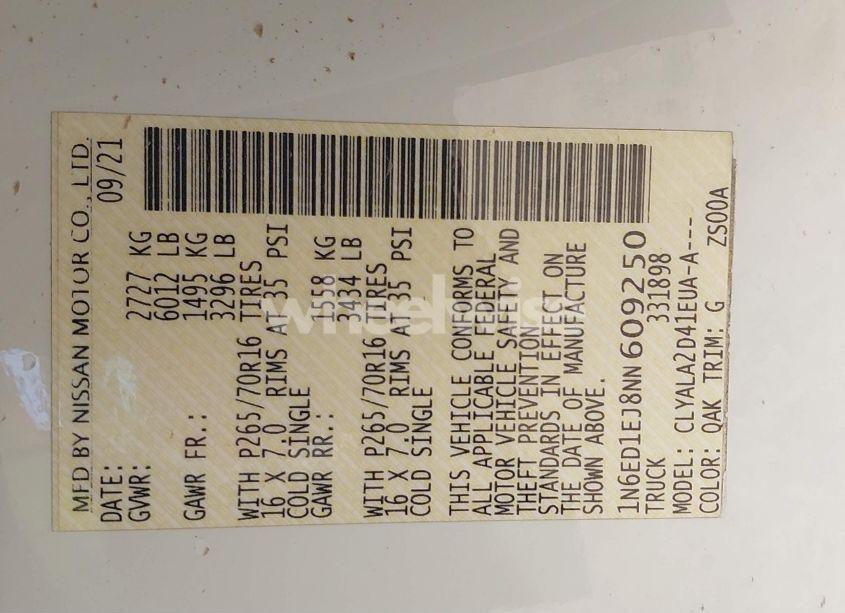 MFD BY NISSAN MOTOR CO., LTD.
DATE: 09/21
GVWR: 2727 KG
6012 LB
GAWR FR.: 1495 KG
3296 LB
WITH P265/70R16 TIRES
16 X 7.0 RIMS AT 35 PSI
COLD SINGLE
GAWR RR.: 1558 KG
3434 LB
WITH P265/70R16 TIRES
16 X 7.0 RIMS AT 35 PSI
COLD SINGLE
THIS VEHICLE CONFORMS TO
ALL APPLICABLE FEDERAL
MOTOR VEHICLE SAFETY AND
THEFT PREVENTION
STANDARDS IN EFFECT ON
THE DATE OF MANUFACTURE
SHOWN ABOVE.
1N6ED1EJ8NN609250
TRUCK 331898
MODEL: CLYALA2D41EUA-A---
COLOR: QAK TRIM: G ZS00A